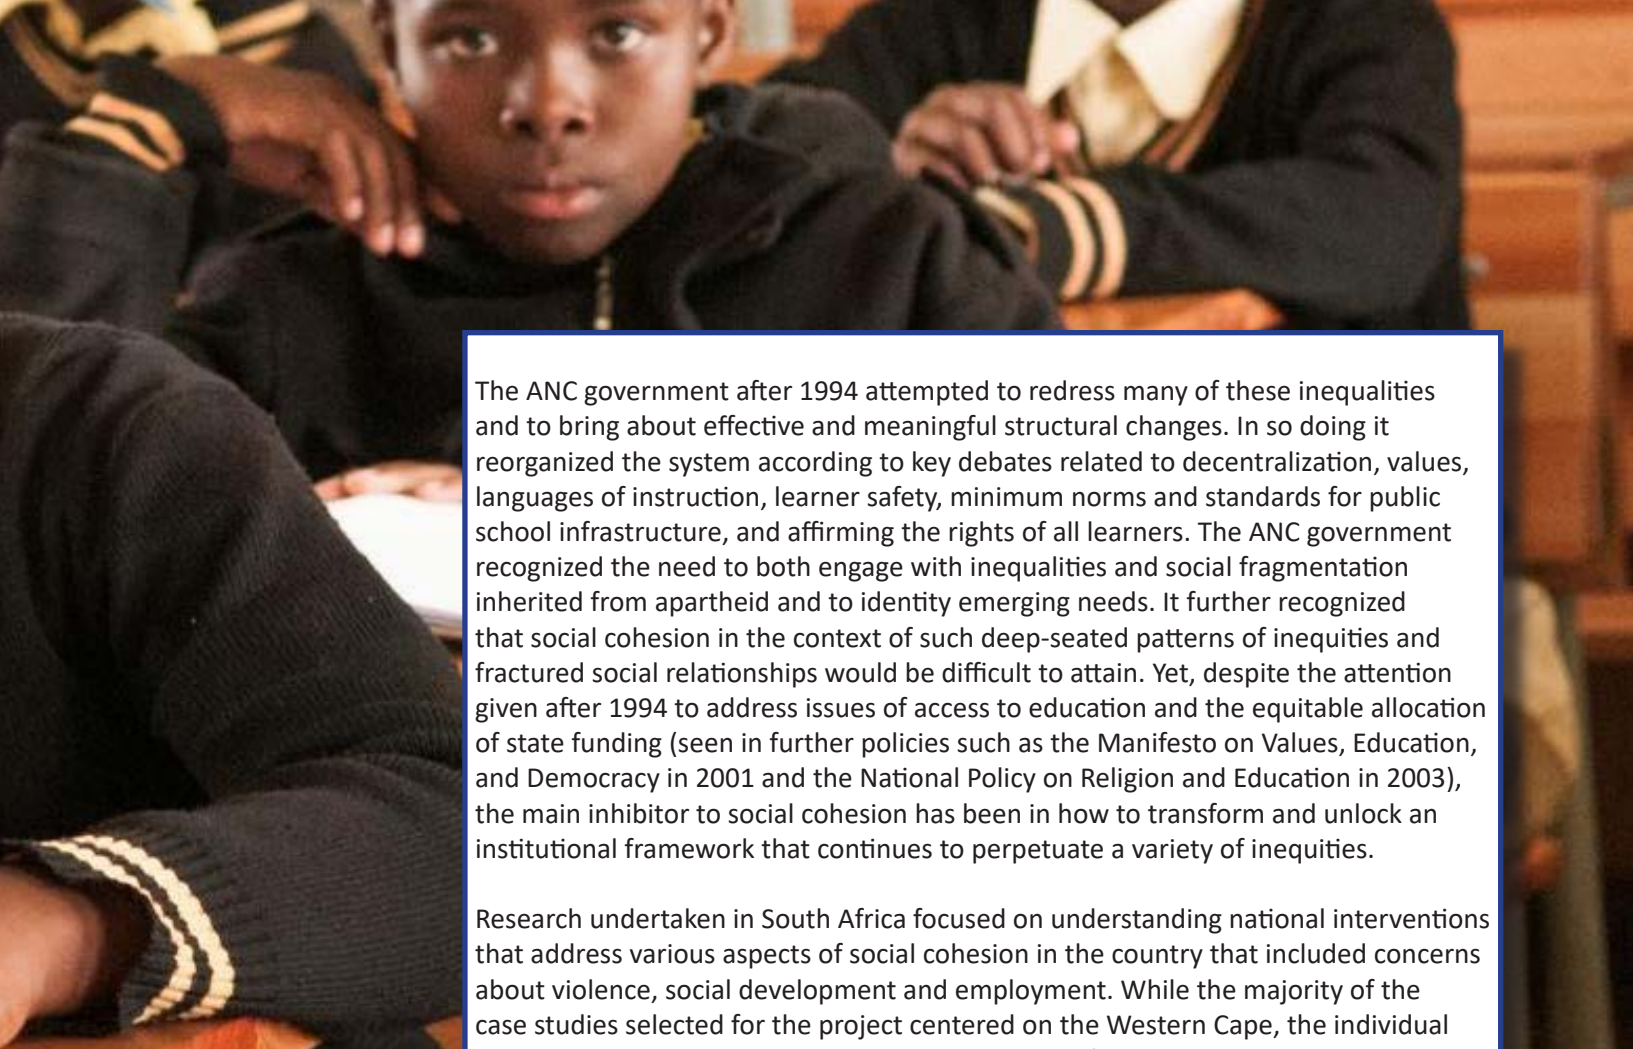 The ANC government after 1994 attempted to redress many of these inequalities
and to bring about effective and meaningful structural changes. In so doing it
reorganized the system according to key debates related to decentralization, values,
languages of instruction, learner safety, minimum norms and standards for public
school infrastructure, and affirming the rights of all learners. The ANC government
recognized the need to both engage with inequalities and social fragmentation
inherited from apartheid and to identity emerging needs. It further recognized
that social cohesion in the context of such deep-seated patterns of inequities and
fractured social relationships would be difficult to attain. Yet, despite the attention
given after 1994 to address issues of access to education and the equitable allocation
of state funding (seen in further policies such as the Manifesto on Values, Education,
and Democracy in 2001 and the National Policy on Religion and Education in 2003),
the main inhibitor to social cohesion has been in how to transform and unlock an
institutional framework that continues to perpetuate a variety of inequities.
Research undertaken in South Africa focused on understanding national interventions
that address various aspects of social cohesion in the country that included concerns
about violence, social development and employment. While the majority of the
case studies selected for the project centered on the Western Cape, the individual